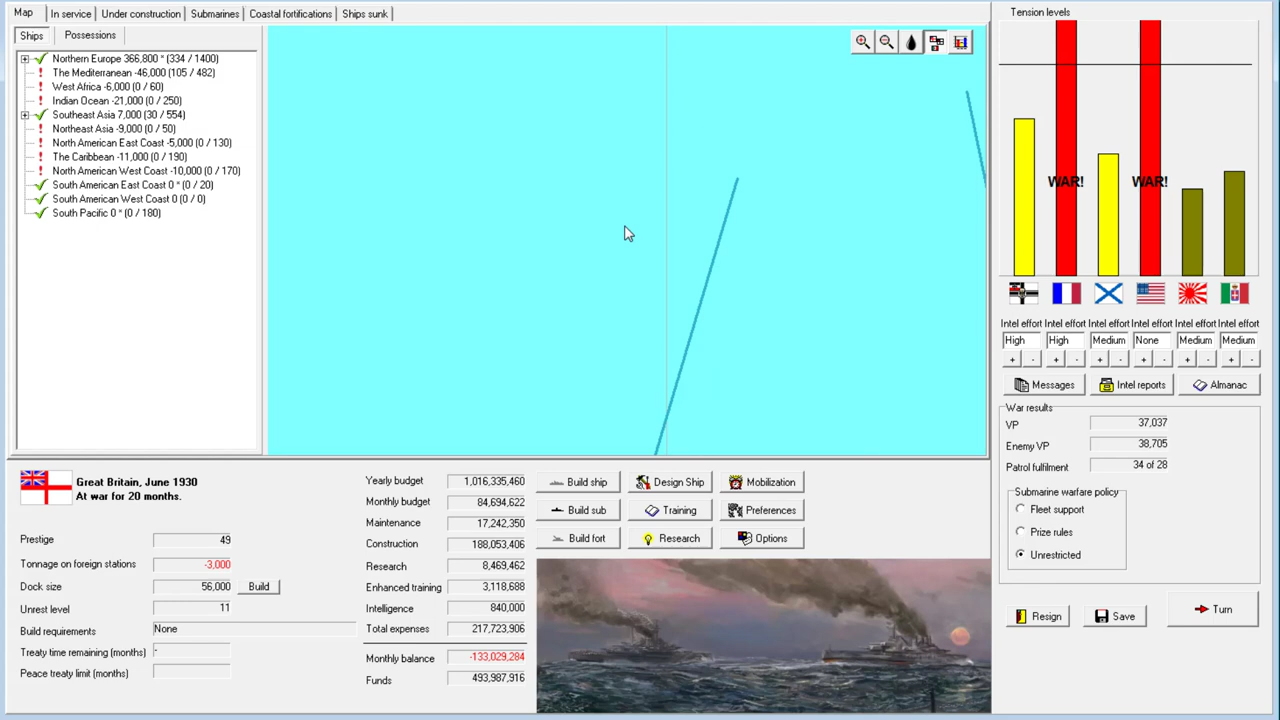 Map In service Under construction Submarines Coastal fortifications Ships sunk
Ships Possessions
Northern Europe 366,800 * (334 / 1400)
The Mediterranean -46,000 (105 / 482)
West Africa -6,000 (0 / 60)
Indian Ocean -21,000 (0 / 250)
Southeast Asia 7,000 (30 / 554)
Northeast Asia -9,000 (0 / 50)
North American East Coast -5,000 (0 / 130)
The Caribbean -11,000 (0 / 190)
North American West Coast -10,000 (0 / 170)
South American East Coast 0 * (0 / 20)
South American West Coast 0 (0 / 0)
South Pacific 0 * (0 / 180)
Tension levels
WAR! WAR!
Intel effort Intel effort Intel effort Intel effort Intel effort Intel effort
High High Medium None Medium Medium
+ - + - + - + - + - + -
Messages Intel reports Almanac
War results
VP 37,037
Enemy VP 38,705
Patrol fulfilment 34 of 28
Submarine warfare policy
Fleet support
Prize rules
Unrestricted
Resign Save Turn
Great Britain, June 1930
At war for 20 months.
Prestige 49
Tonnage on foreign stations -3,000
Dock size 56,000 Build
Unrest level 11
Build requirements None
Treaty time remaining (months) -
Peace treaty limit (months)
Yearly budget 1,016,335,460
Monthly budget 84,694,622
Maintenance 17,242,350
Construction 188,053,406
Research 8,469,462
Enhanced training 3,118,688
Intelligence 840,000
Total expenses 217,723,906
Monthly balance -133,029,284
Funds 493,987,916
Build ship Design Ship Mobilization
Build sub Training Preferences
Build fort Research Options